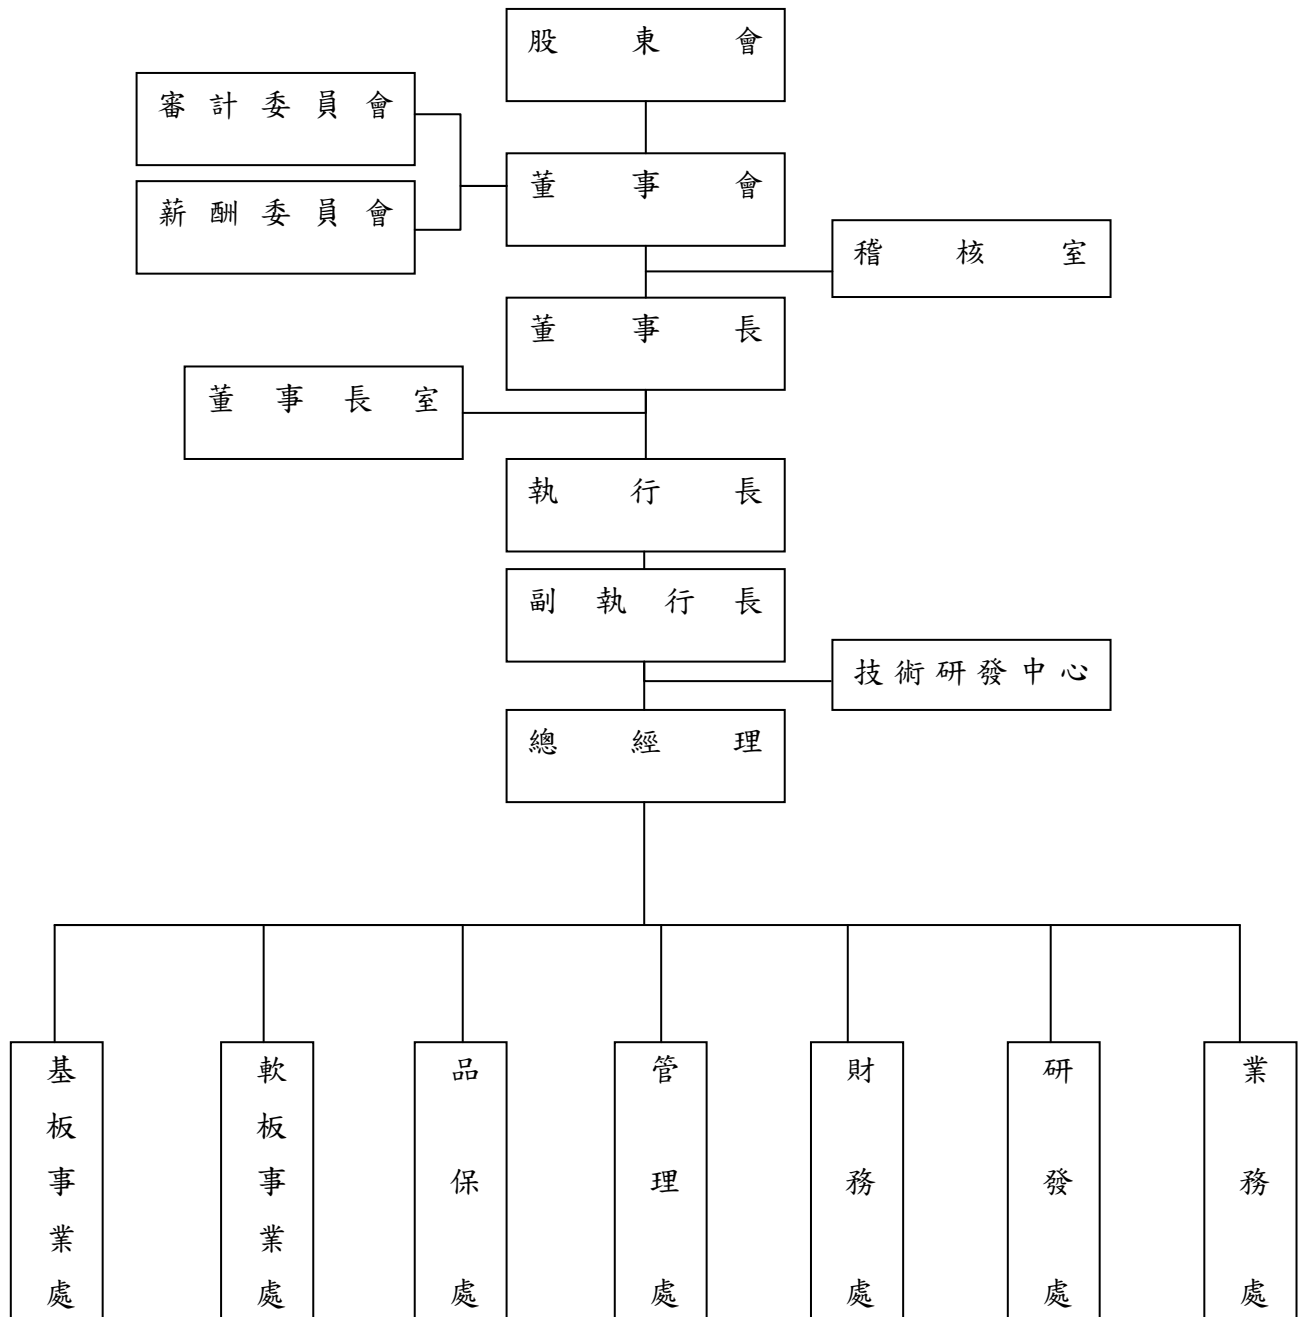 股東會
審計委員會
薪酬委員會
董事會
稽核室
董事長
董事長室
執行長
副執行長
技術研發中心
總經理
基板事業處
軟板事業處
品保處
管理處
財務處
研發處
業務處